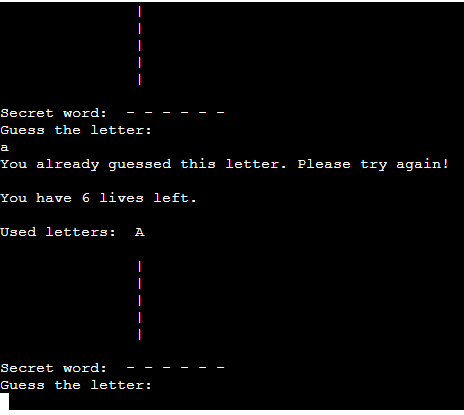 |
|
|
|
|
Secret word:  - - - - - -
Guess the letter:
a
You already guessed this letter. Please try again!
You have 6 lives left.
Used letters:  A
|
|
|
|
|
Secret word:  - - - - - -
Guess the letter: